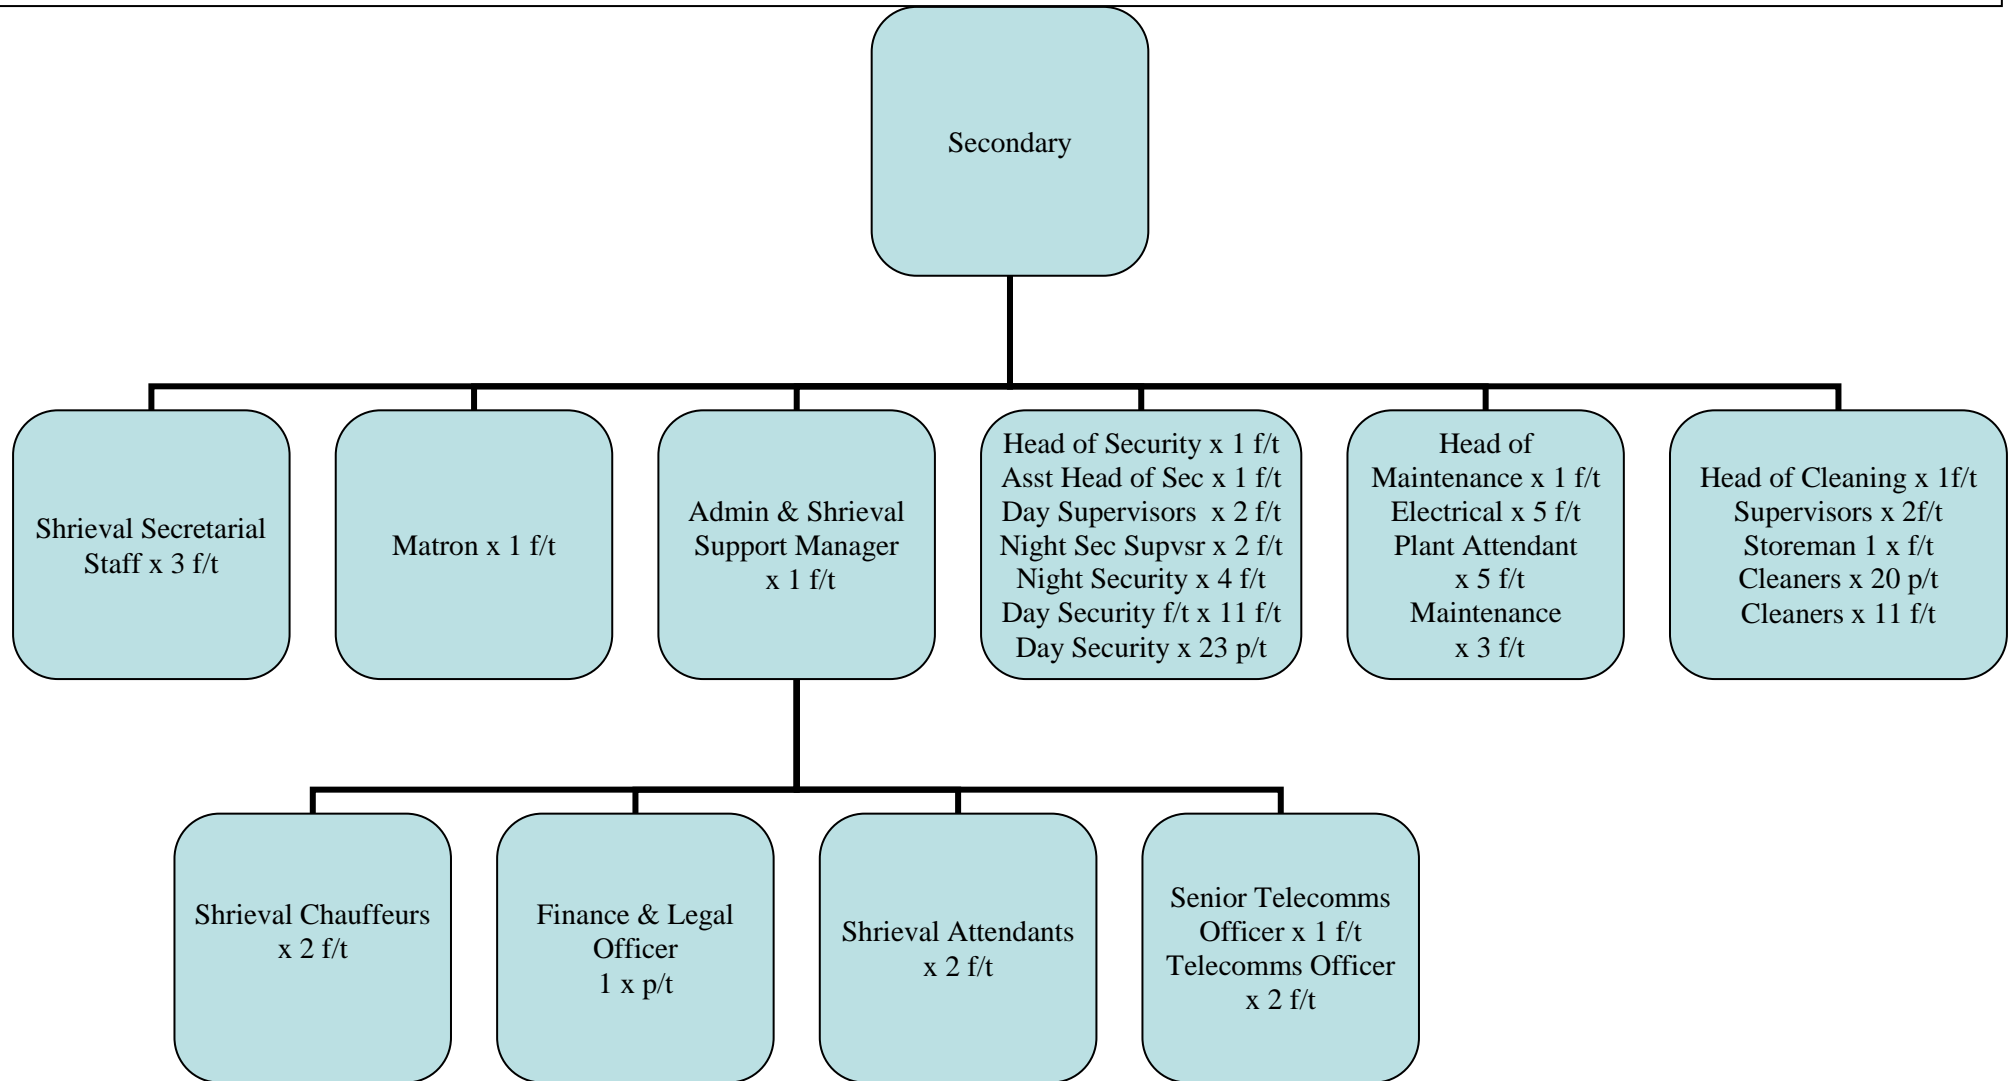 Secondary
Shrieval Secretarial
Staff x 3 f/t
Matron x 1 f/t
Admin & Shrieval
Support Manager
x 1 f/t
Head of Security x 1 f/t
Asst Head of Sec x 1 f/t
Day Supervisors  x 2 f/t
Night Sec Supvsr x 2 f/t
Night Security x 4 f/t
Day Security f/t x 11 f/t
Day Security x 23 p/t
Head of
Maintenance x 1 f/t
Electrical x 5 f/t
Plant Attendant
x 5 f/t
Maintenance
x 3 f/t
Head of Cleaning x 1f/t
Supervisors x 2f/t
Storeman 1 x f/t
Cleaners x 20 p/t
Cleaners x 11 f/t
Shrieval Chauffeurs
x 2 f/t
Finance & Legal
Officer
1 x p/t
Shrieval Attendants
x 2 f/t
Senior Telecomms
Officer x 1 f/t
Telecomms Officer
x 2 f/t